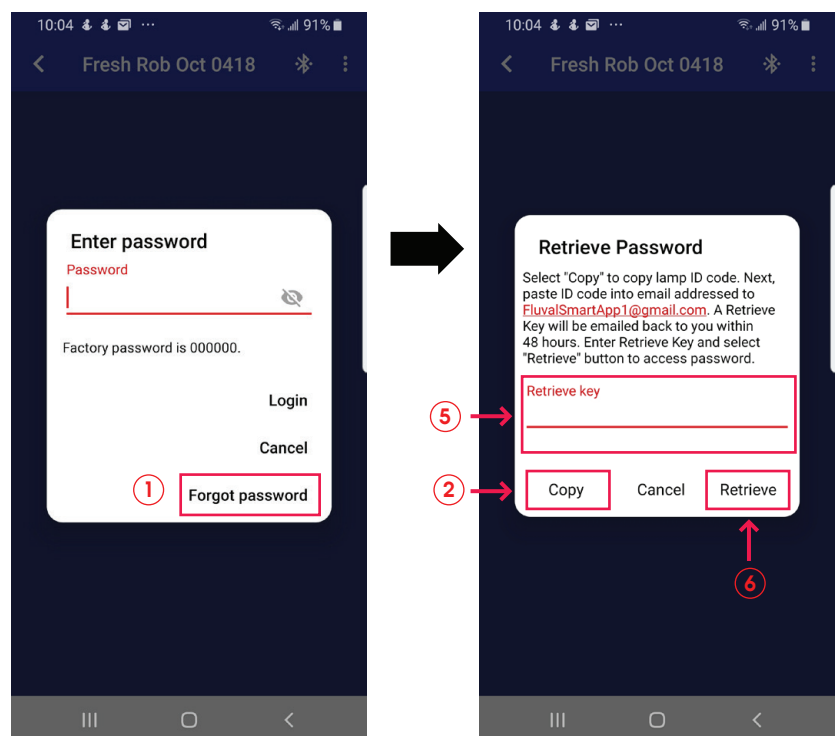 10:04 ... 91%
Fresh Rob Oct 0418
Enter password
Password
Factory password is 000000.
Login
Cancel
1
Forgot password
10:04 ... 91%
Fresh Rob Oct 0418
Retrieve Password
Select "Copy" to copy lamp ID code. Next,
paste ID code into email addressed to
FluvalSmartApp1@gmail.com. A Retrieve
Key will be emailed back to you within
48 hours. Enter Retrieve Key and select
"Retrieve" button to access password.
Retrieve key
5
2
Copy Cancel Retrieve
6